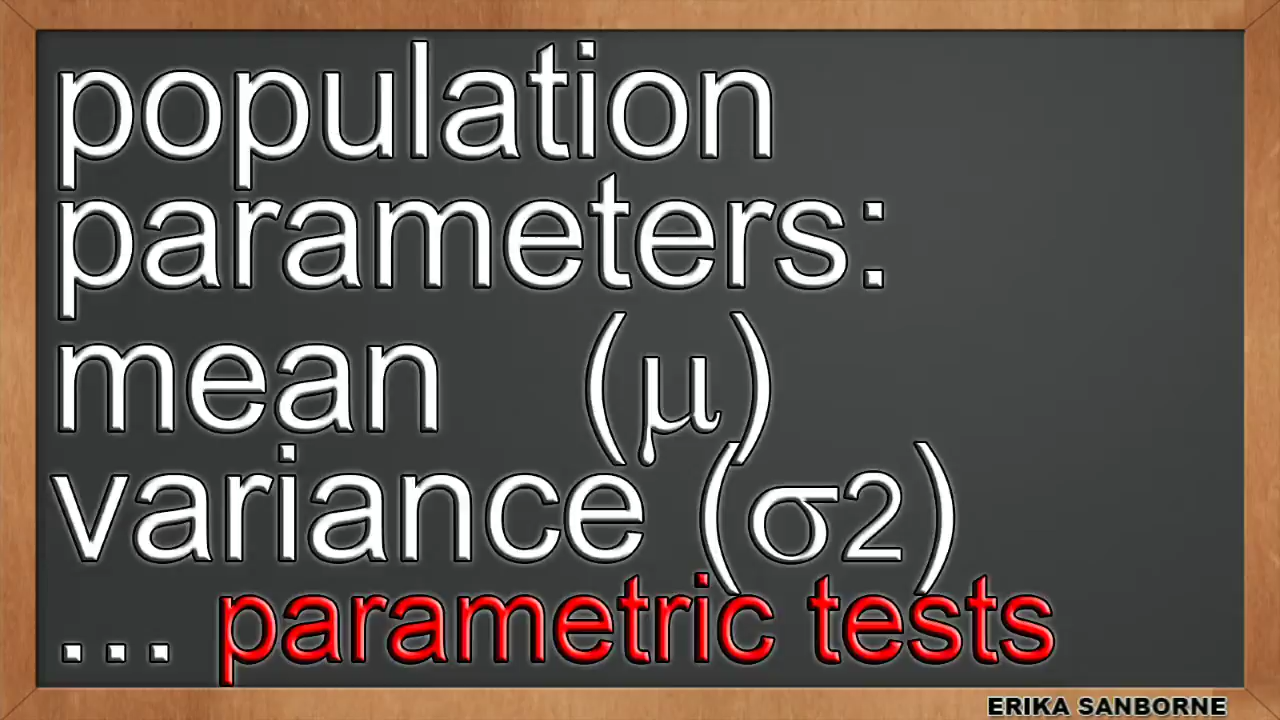 population
parameters:
mean (μ)
variance (σ2)
... parametric tests
ERIKA SANBORNE